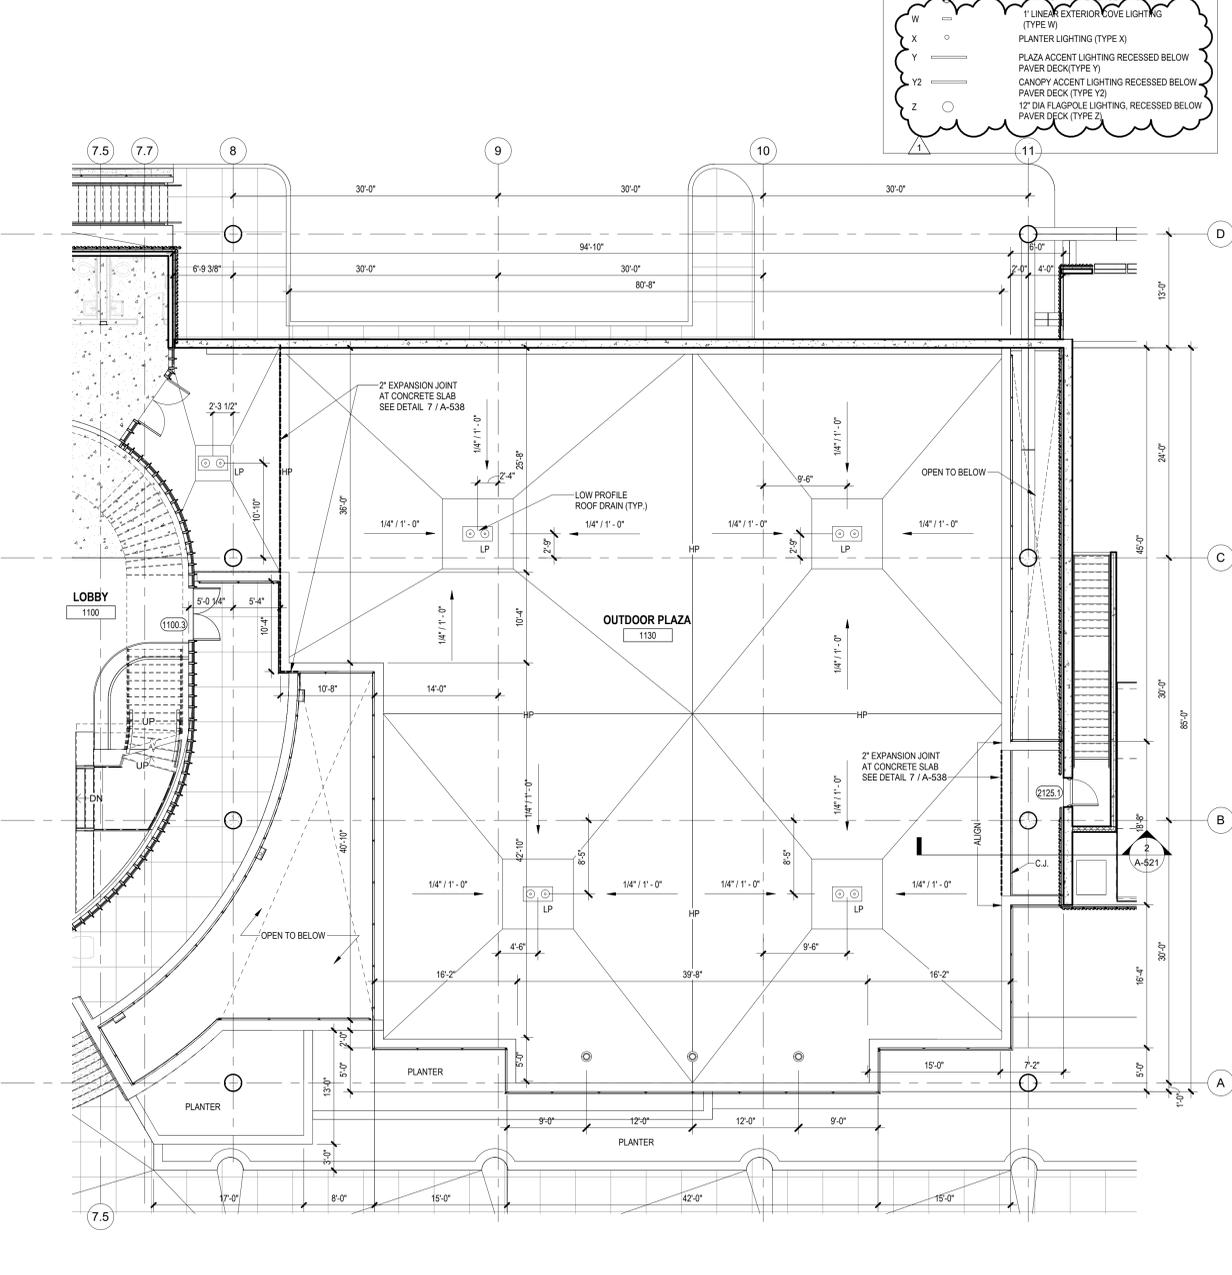 W
1' LINEAR EXTERIOR COVE LIGHTING
(TYPE W)
X
PLANTER LIGHTING (TYPE X)
Y
PLAZA ACCENT LIGHTING RECESSED BELOW
PAVER DECK(TYPE Y)
Y2
CANOPY ACCENT LIGHTING RECESSED BELOW
PAVER DECK (TYPE Y2)
Z
12" DIA FLAGPOLE LIGHTING, RECESSED BELOW
PAVER DECK (TYPE Z)
1
7.5
7.7
8
9
10
11
30'-0"
30'-0"
30'-0"
D
94'-10"
6'-0"
6'-9 3/8"
30'-0"
30'-0"
2'-0"
4'-0"
80'-8"
13'-0"
2" EXPANSION JOINT
AT CONCRETE SLAB
SEE DETAIL 7 / A-538
2'-3 1/2"
1/4" / 1' - 0"
25'-8"
1/4" / 1' - 0"
24'-0"
LP
HP
2'-4"
9'-6"
OPEN TO BELOW
LOW PROFILE
ROOF DRAIN (TYP.)
10'-10"
36'-0"
1/4" / 1' - 0"
1/4" / 1' - 0"
1/4" / 1' - 0"
1/4" / 1' - 0"
45'-0"
LP
2'-9"
HP
2'-9"
LP
C
LOBBY
1100
5'-0 1/4"
5'-4"
1100.3
10'-4"
1/4" / 1' - 0"
10'-4"
OUTDOOR PLAZA
1130
1/4" / 1' - 0"
10'-8"
14'-0"
30'-0"
85'-0"
UP
HP
HP
UP
2" EXPANSION JOINT
AT CONCRETE SLAB
SEE DETAIL 7 / A-538
DN
1/4" / 1' - 0"
1/4" / 1' - 0"
2125.1
B
18'-8"
ALIGN
40'-10"
42'-10"
8'-5"
8'-5"
C.J.
2
A-521
1/4" / 1' - 0"
1/4" / 1' - 0"
1/4" / 1' - 0"
1/4" / 1' - 0"
LP
HP
LP
OPEN TO BELOW
4'-6"
9'-6"
30'-0"
16'-2"
39'-8"
16'-2"
16'-4"
2'-0"
5'-0"
5'-0"
15'-0"
7'-2"
5'-0"
PLANTER
13'-0"
A
1'-0"
PLANTER
9'-0"
12'-0"
12'-0"
9'-0"
PLANTER
3'-0"
17'-0"
8'-0"
15'-0"
42'-0"
15'-0"
7.5